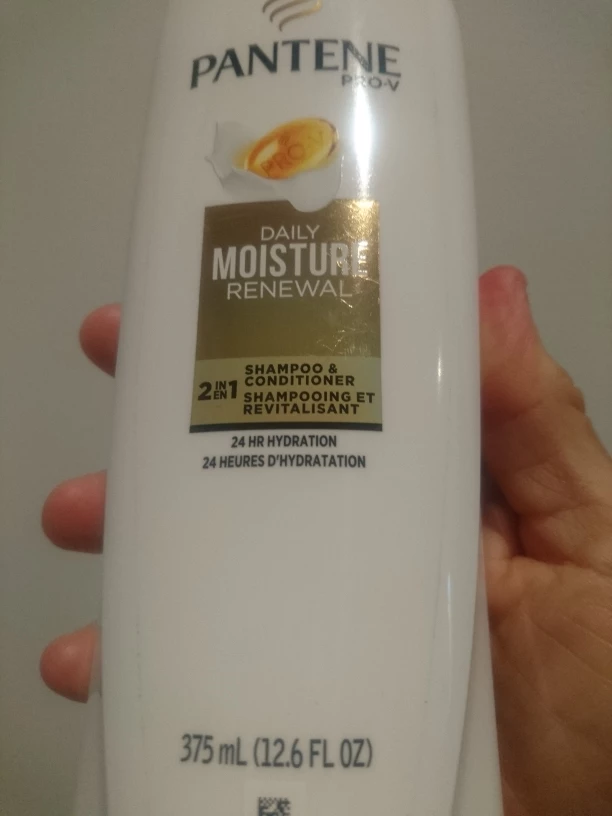 PANTENE
PRO-V
PRO-V
DAILY
MOISTURE
RENEWAL
2 IN EN 1
SHAMPOO &
CONDITIONER
SHAMPOOING ET
REVITALISANT
24 HR HYDRATION
24 HEURES D'HYDRATATION
375 mL (12.6 FL OZ)